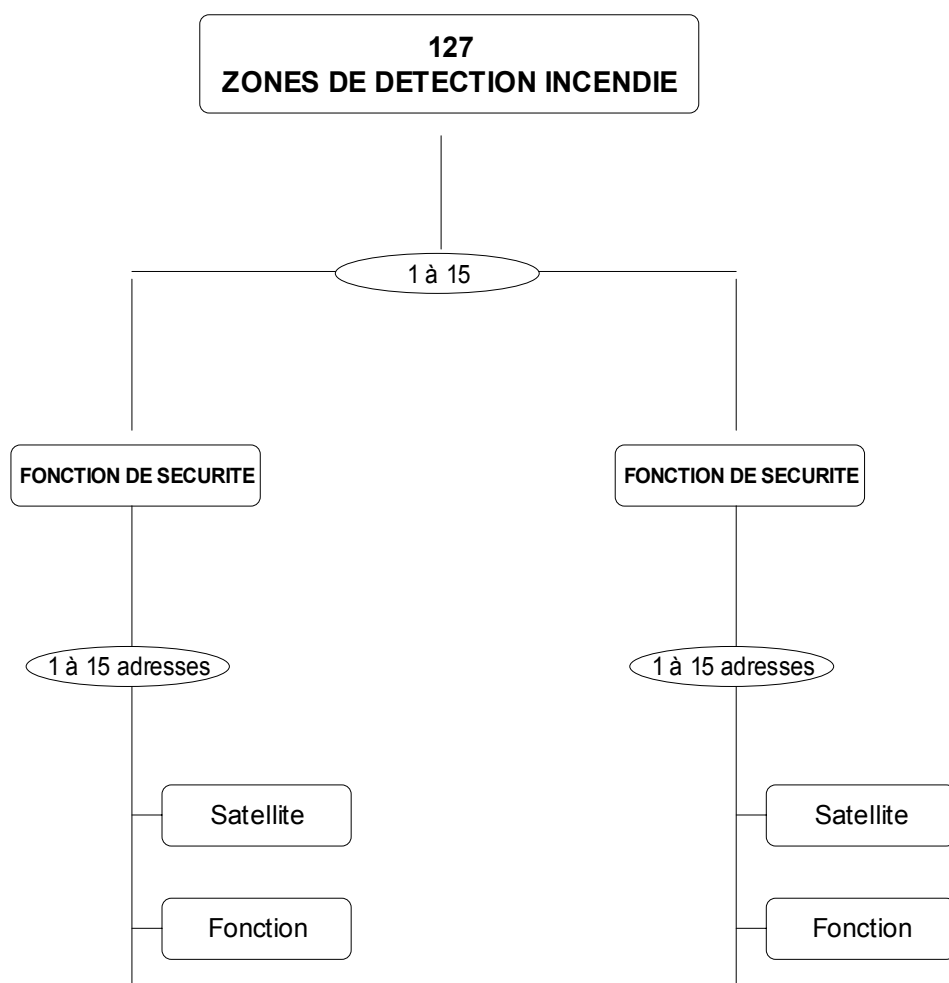 127
ZONES DE DETECTION INCENDIE
1 à 15
FONCTION DE SECURITE
FONCTION DE SECURITE
1 à 15 adresses
1 à 15 adresses
Satellite
Satellite
Fonction
Fonction